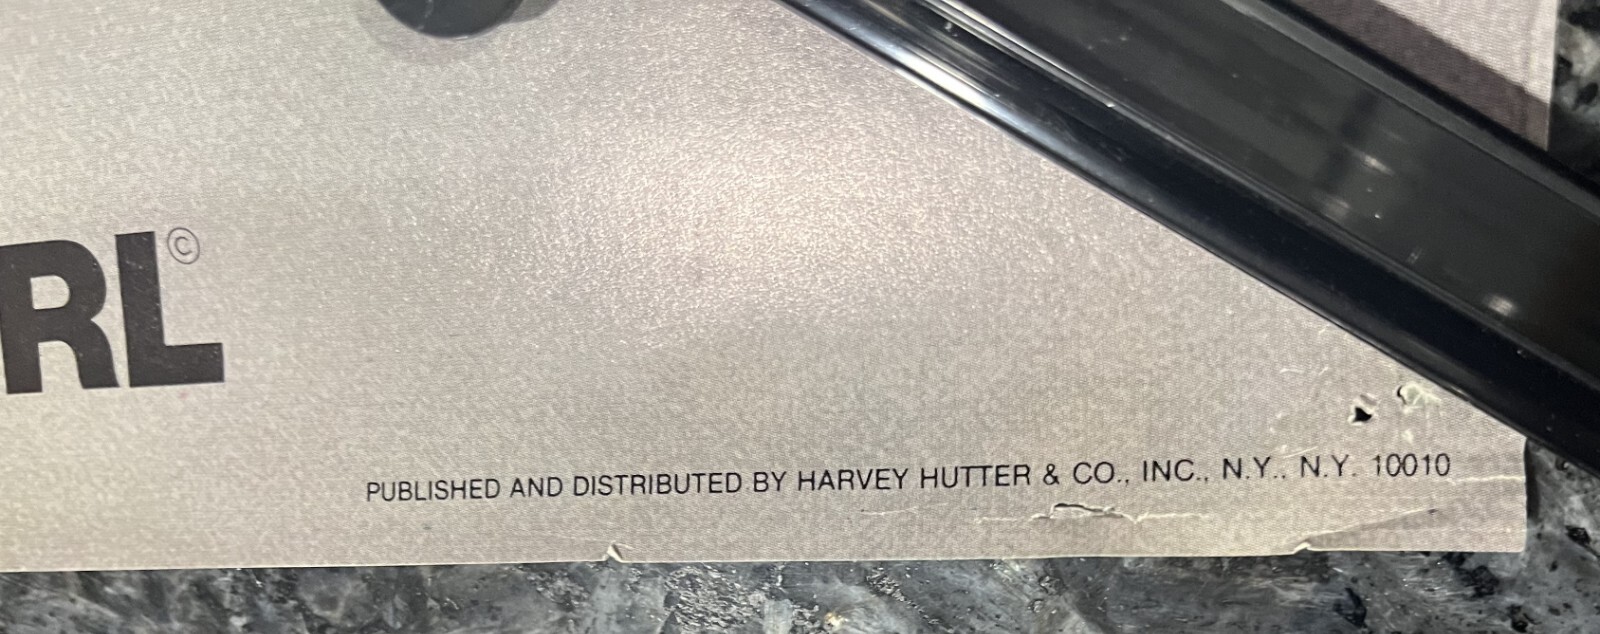 RL©
PUBLISHED AND DISTRIBUTED BY HARVEY HUTTER & CO., INC., N.Y., N.Y. 10010